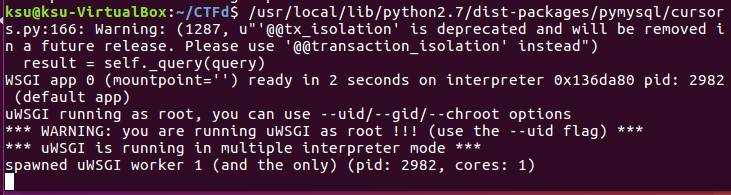 ksu@ksu-VirtualBox:~/CTFd$ /usr/local/lib/python2.7/dist-packages/pymysql/cursor
s.py:166: Warning: (1287, u"'@@tx_isolation' is deprecated and will be removed i
n a future release. Please use '@@transaction_isolation' instead")
  result = self._query(query)
WSGI app 0 (mountpoint='') ready in 2 seconds on interpreter 0x136da80 pid: 2982
 (default app)
uWSGI running as root, you can use --uid/--gid/--chroot options
*** WARNING: you are running uWSGI as root !!! (use the --uid flag) ***
*** uWSGI is running in multiple interpreter mode ***
spawned uWSGI worker 1 (and the only) (pid: 2982, cores: 1)